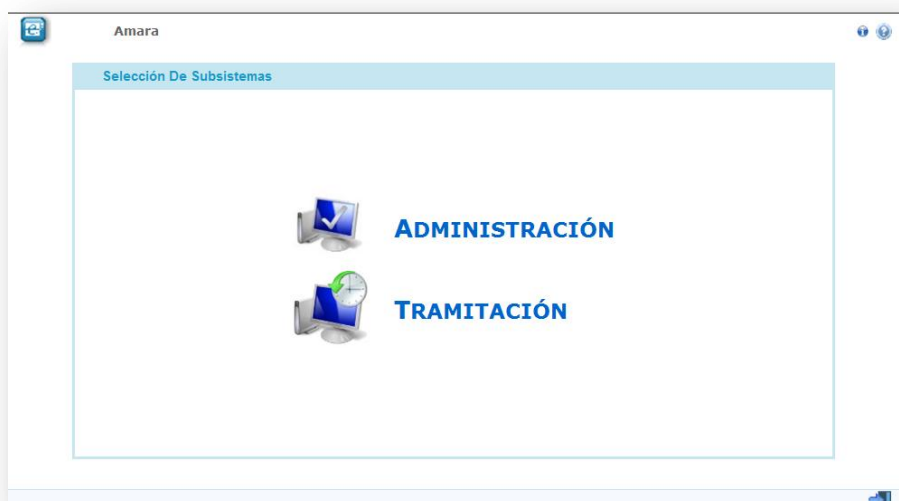 Amara
Selección De Subsistemas
ADMINISTRACIÓN
TRAMITACIÓN